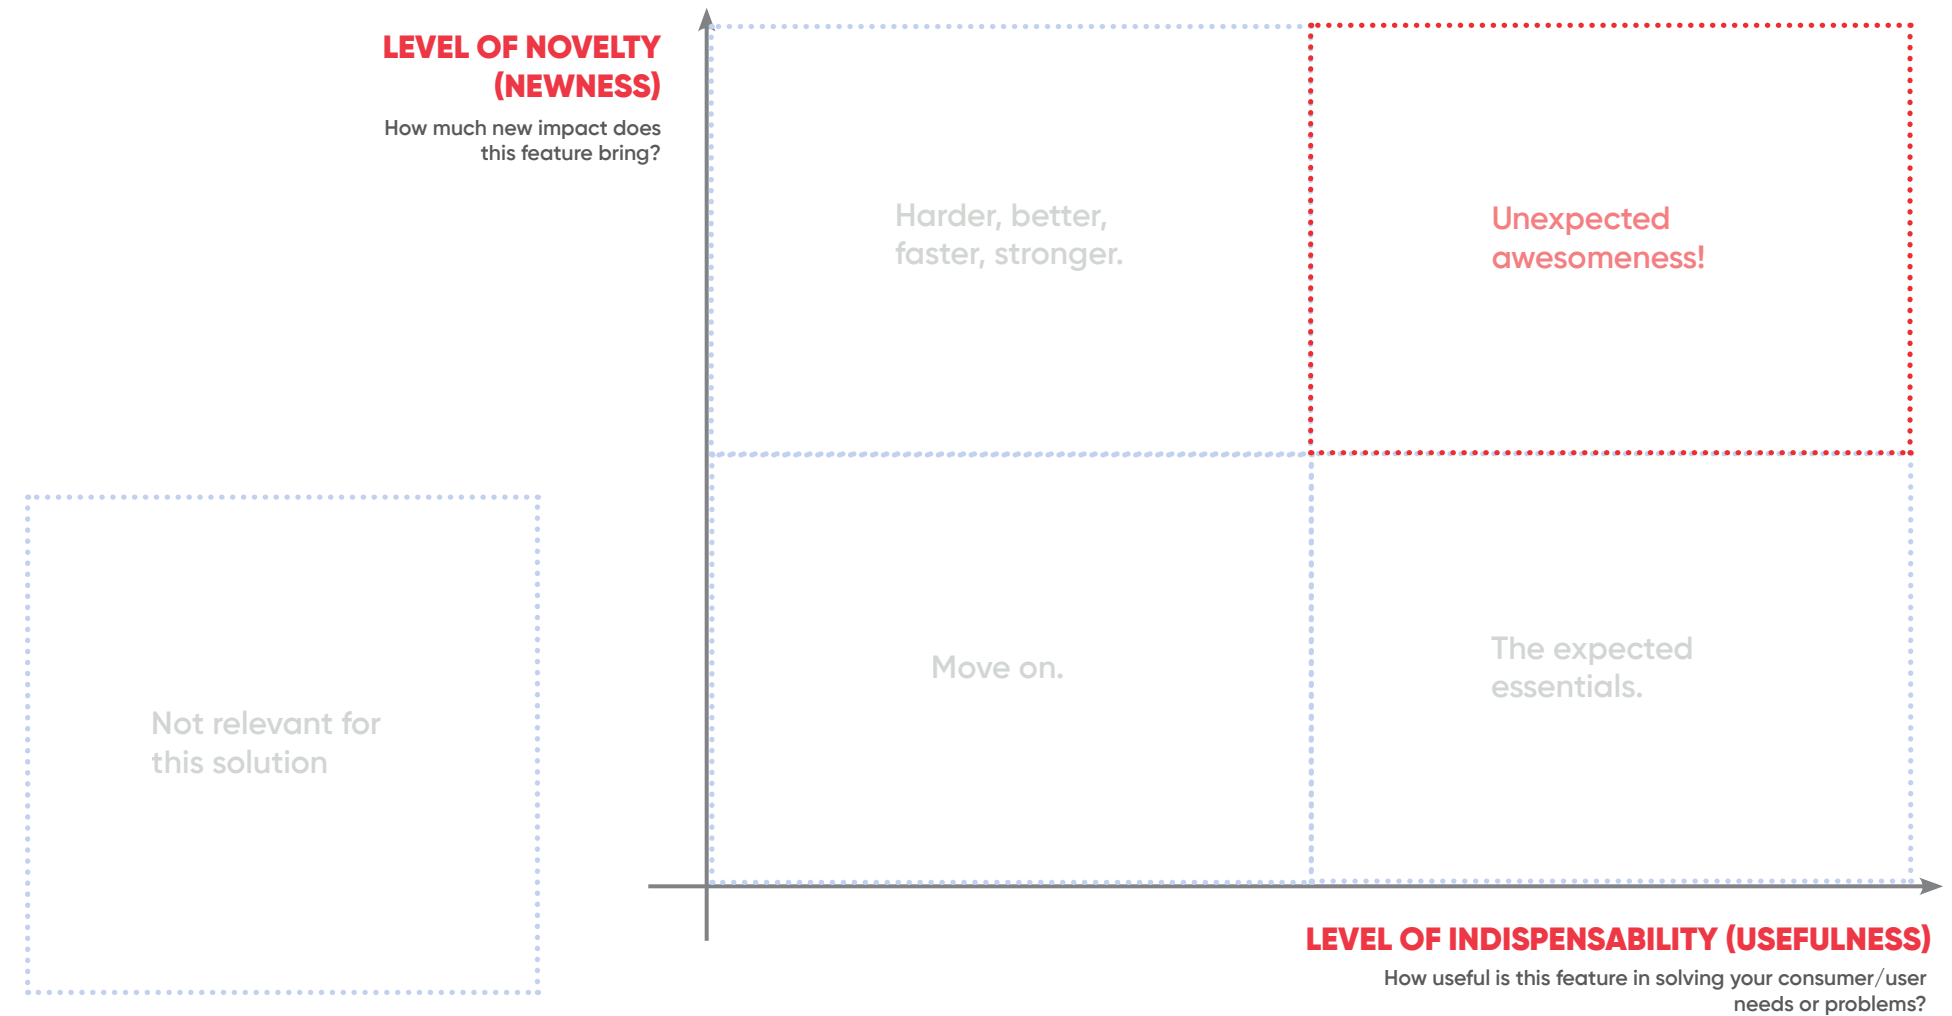 LEVEL OF NOVELTY
(NEWNESS)
How much new impact does
this feature bring?
Harder, better,
faster, stronger.
Unexpected
awesomeness!
Move on.
The expected
essentials.
Not relevant for
this solution
LEVEL OF INDISPENSABILITY (USEFULNESS)
How useful is this feature in solving your consumer/user
needs or problems?